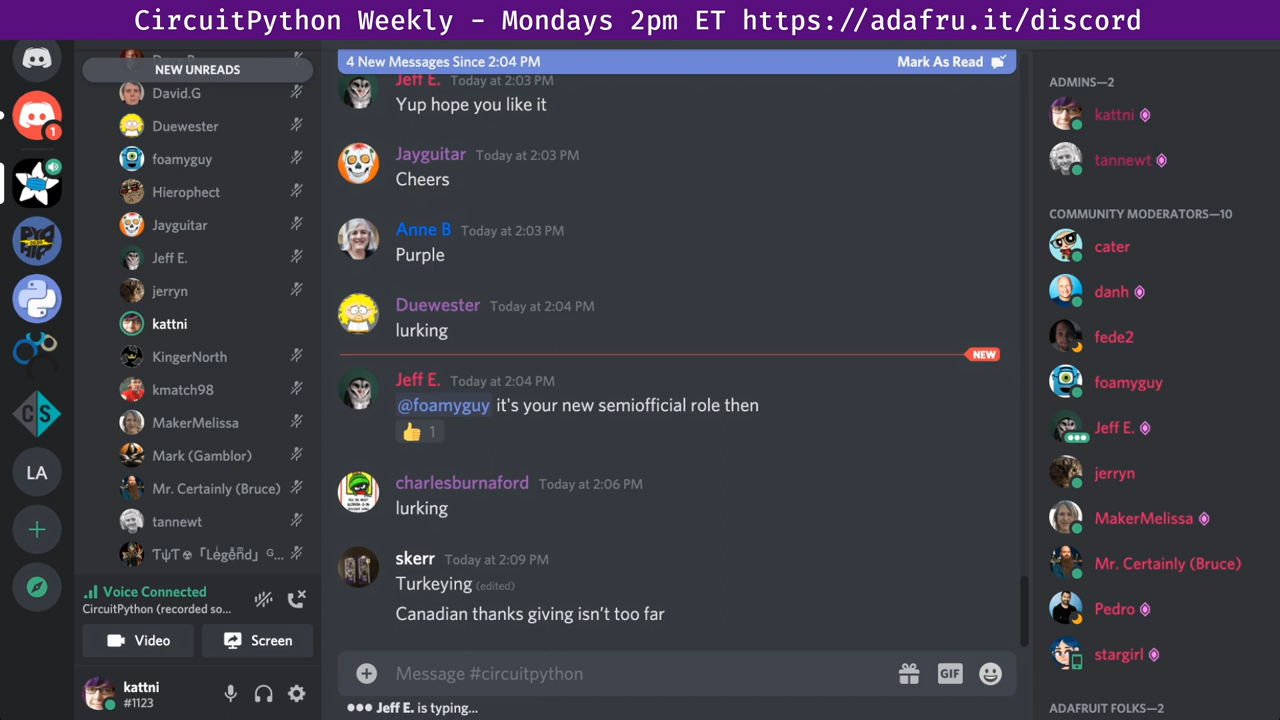 CircuitPython Weekly - Mondays 2pm ET https://adafru.it/discord
NEW UNREADS
David.G
Duewester
foamyguy
Hierophect
Jayguitar
Jeff E.
jerryn
kattni
KingerNorth
kmatch98
MakerMelissa
Mark (Gamblor)
Mr. Certainly (Bruce)
tannewt
1
LA
Voice Connected
CircuitPython (recorded so...
Video
Screen
kattni
#1123
4 New Messages Since 2:04 PM
Mark As Read
Jeff E. Today at 2:03 PM
Yup hope you like it
Jayguitar Today at 2:03 PM
Cheers
Anne B Today at 2:03 PM
Purple
Duewester Today at 2:04 PM
lurking
NEW
Jeff E. Today at 2:04 PM
@foamyguy it's your new semiofficial role then
1
charlesburnaford Today at 2:06 PM
lurking
skerr Today at 2:09 PM
Turkeying (edited)
Canadian thanks giving isn't too far
Message #circuitpython
GIF
Jeff E. is typing...
ADMINS—2
kattni
tannewt
COMMUNITY MODERATORS—10
cater
danh
fede2
foamyguy
Jeff E.
jerryn
MakerMelissa
Mr. Certainly (Bruce)
Pedro
stargirl
ADAFRUIT FOLKS—2